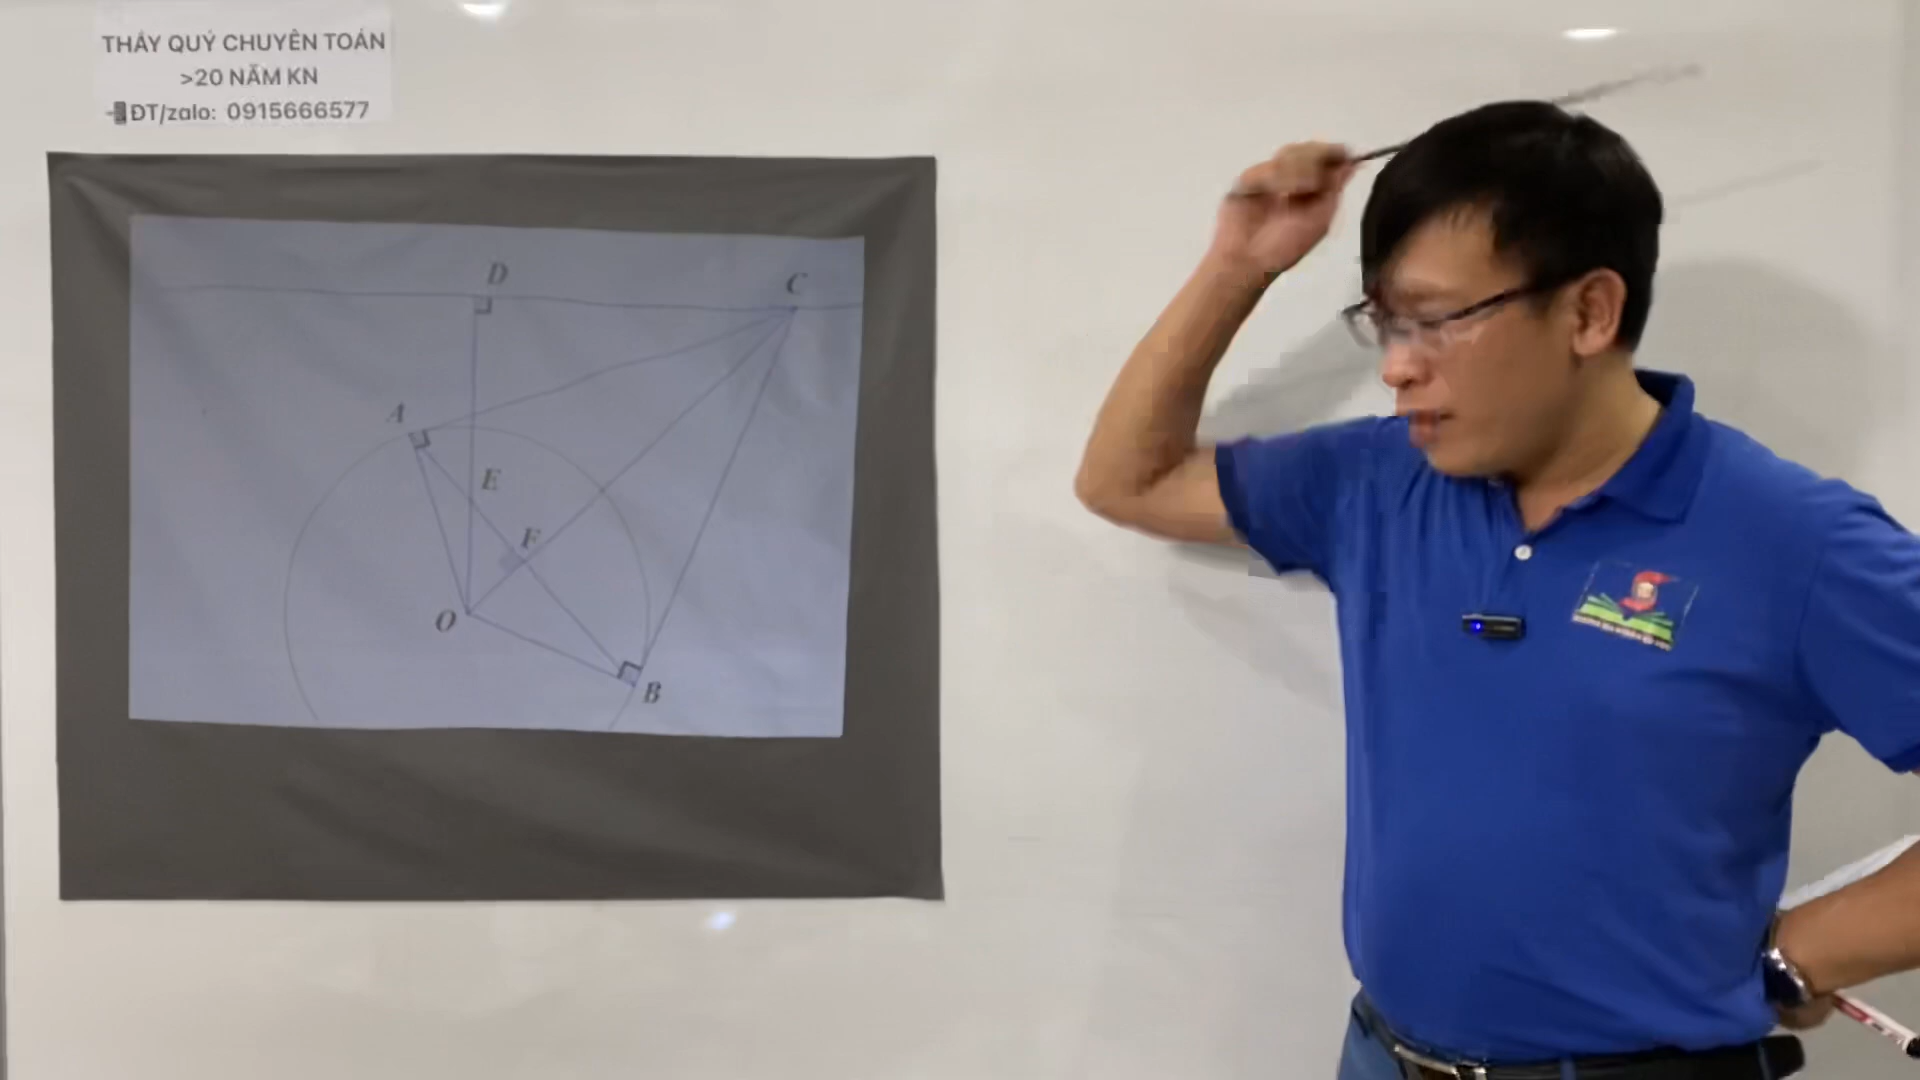 THẦY QUÝ CHUYÊN TOÁN
>20 NĂM KN
ĐT/zalo: 0915666577
D
C
A
E
F
O
B